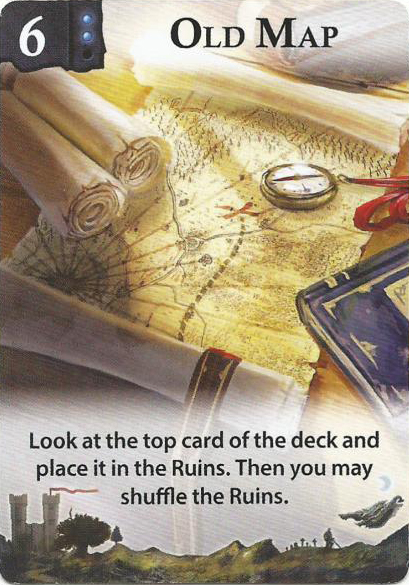 6
OLD MAP
Look at the top card of the deck and
place it in the Ruins. Then you may
shuffle the Ruins.